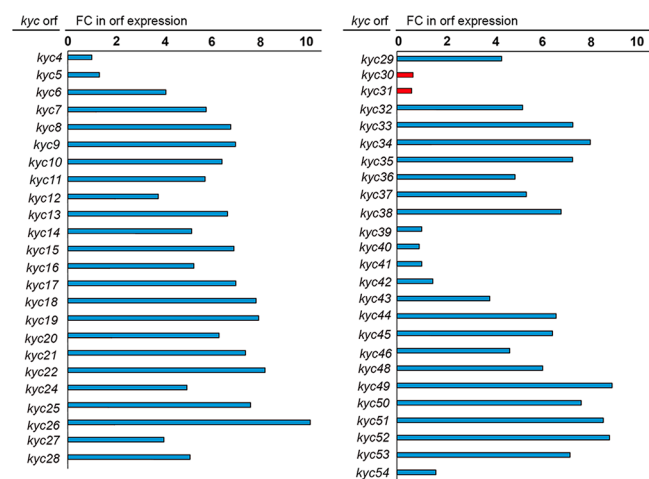 kyc orf FC in orf expression
0 2 4 6 8 10
kyc4
kyc5
kyc6
kyc7
kyc8
kyc9
kyc10
kyc11
kyc12
kyc13
kyc14
kyc15
kyc16
kyc17
kyc18
kyc19
kyc20
kyc21
kyc22
kyc24
kyc25
kyc26
kyc27
kyc28
kyc orf FC in orf expression
0 2 4 6 8 10
kyc29
kyc30
kyc31
kyc32
kyc33
kyc34
kyc35
kyc36
kyc37
kyc38
kyc39
kyc40
kyc41
kyc42
kyc43
kyc44
kyc45
kyc46
kyc48
kyc49
kyc50
kyc51
kyc52
kyc53
kyc54